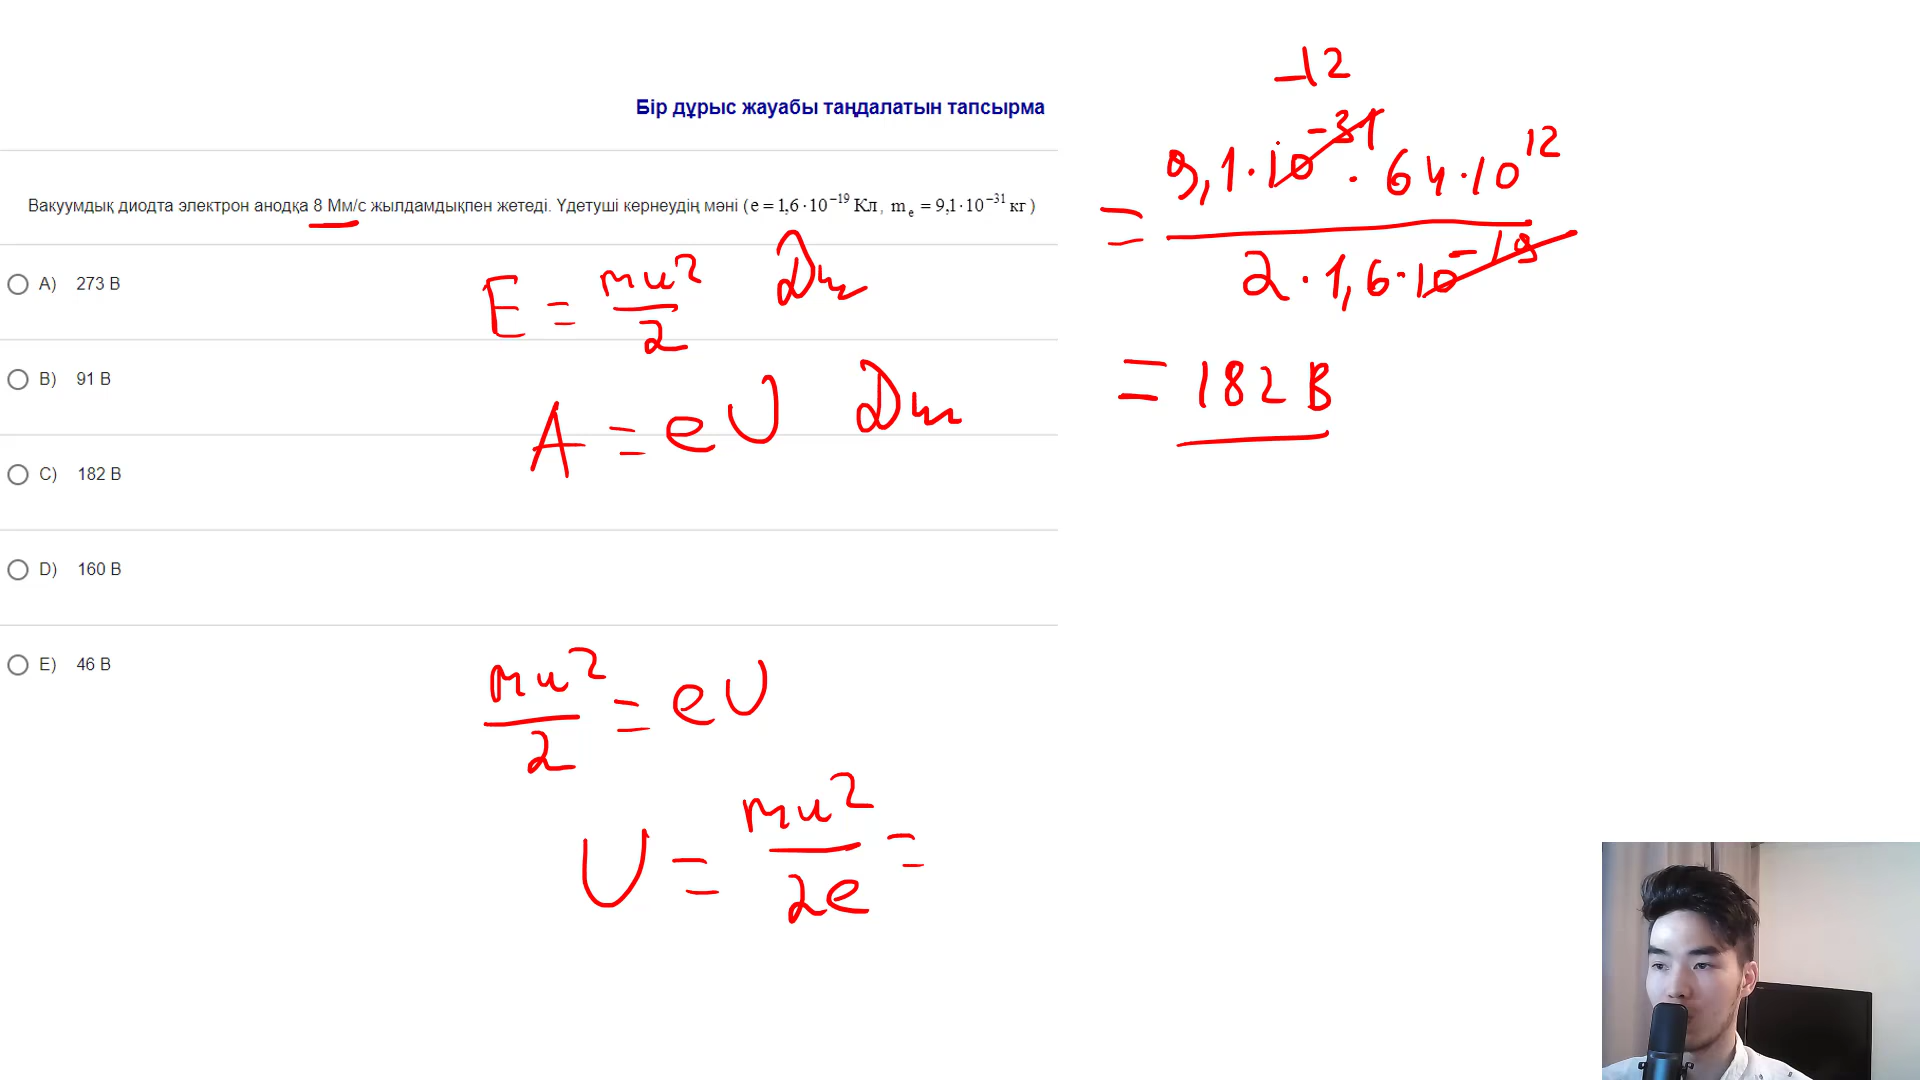 Бір дұрыс жауабы таңдалатын тапсырма
Вакуумдық диодта электрон анодқа 8 Мм/с жылдамдықпен жетеді. Үдетуші кернеудің мәні (e = 1,6·10⁻¹⁹ Кл, mₑ = 9,1·10⁻³¹ кг)
A) 273 В
B) 91 В
C) 182 В
D) 160 В
E) 46 В
E = mu²/2 Дж
A = eU Дж
mu²/2 = eU
U = mu²/2e =
-12
= 9,1·10⁻³¹ · 64·10¹² / 2·1,6·10⁻¹⁹
= 182 В